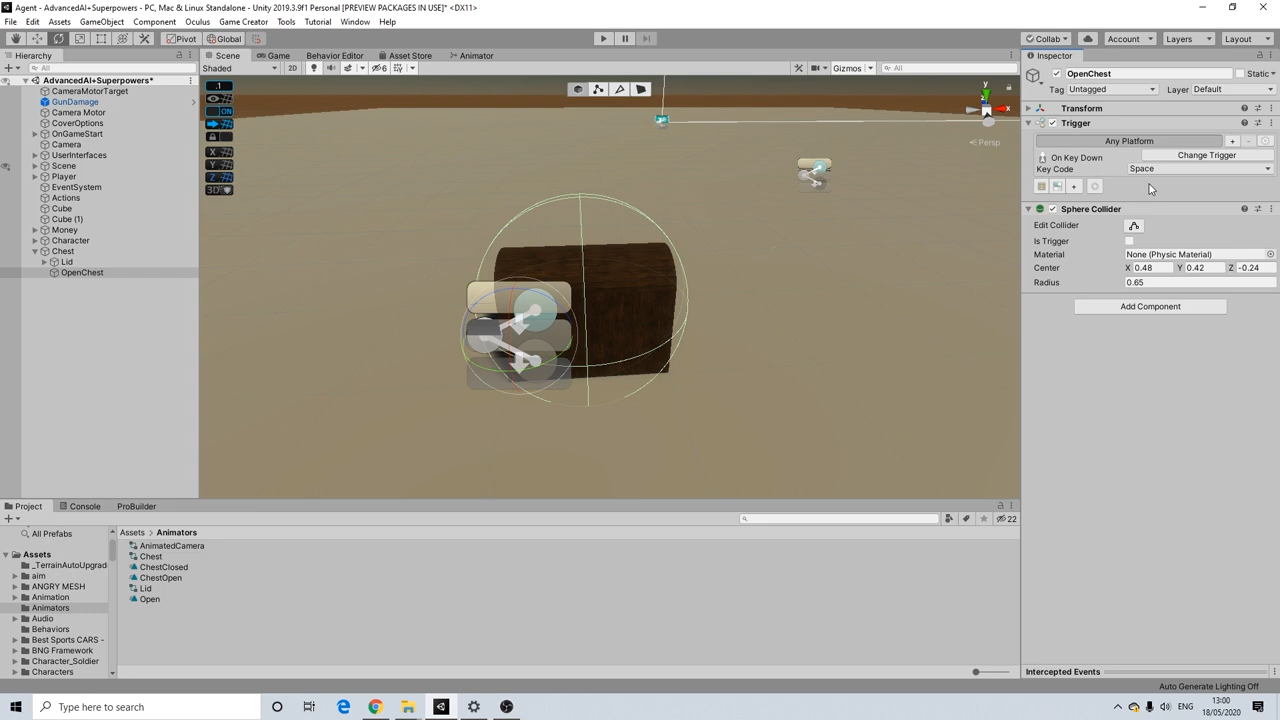 Agent - AdvancedAI+Superpowers - PC, Mac & Linux Standalone - Unity 2019.3.9f1 Personal [PREVIEW PACKAGES IN USE]* <DX11>
File Edit Assets GameObject Component Oculus Game Creator Tools Tutorial Window Help
Pivot Global Collab Account Layers Layout
Hierarchy Scene Game Behavior Editor Asset Store Animator Inspector
All Shaded 2D 6 Gizmos All
AdvancedAI+Superpowers*
CameraMotorTarget
GunDamage
Camera Motor
CoverOptions
OnGameStart
Camera
UserInterfaces
Scene
Player
EventSystem
Actions
Cube
Cube (1)
Money
Character
Chest
Lid
OpenChest
.1
ON
X
Y
Z
3D
y
x
Persp
OpenChest Static
Tag Untagged Layer Default
Transform
Trigger
Any Platform + -
On Key Down Change Trigger
Key Code Space
Sphere Collider
Edit Collider
Is Trigger
Material None (Physic Material)
Center X 0.48 Y 0.42 Z -0.24
Radius 0.65
Add Component
Project Console ProBuilder
22
All Prefabs
Assets
_TerrainAutoUpgrad
aim
ANGRY MESH
Animation
Animators
Audio
Behaviors
Best Sports CARS -
BNG Framework
Character_Soldier
Characters
Assets > Animators
AnimatedCamera
Chest
ChestClosed
ChestOpen
Lid
Open
Intercepted Events
Auto Generate Lighting Off
Type here to search
ENG
13:00
18/05/2020